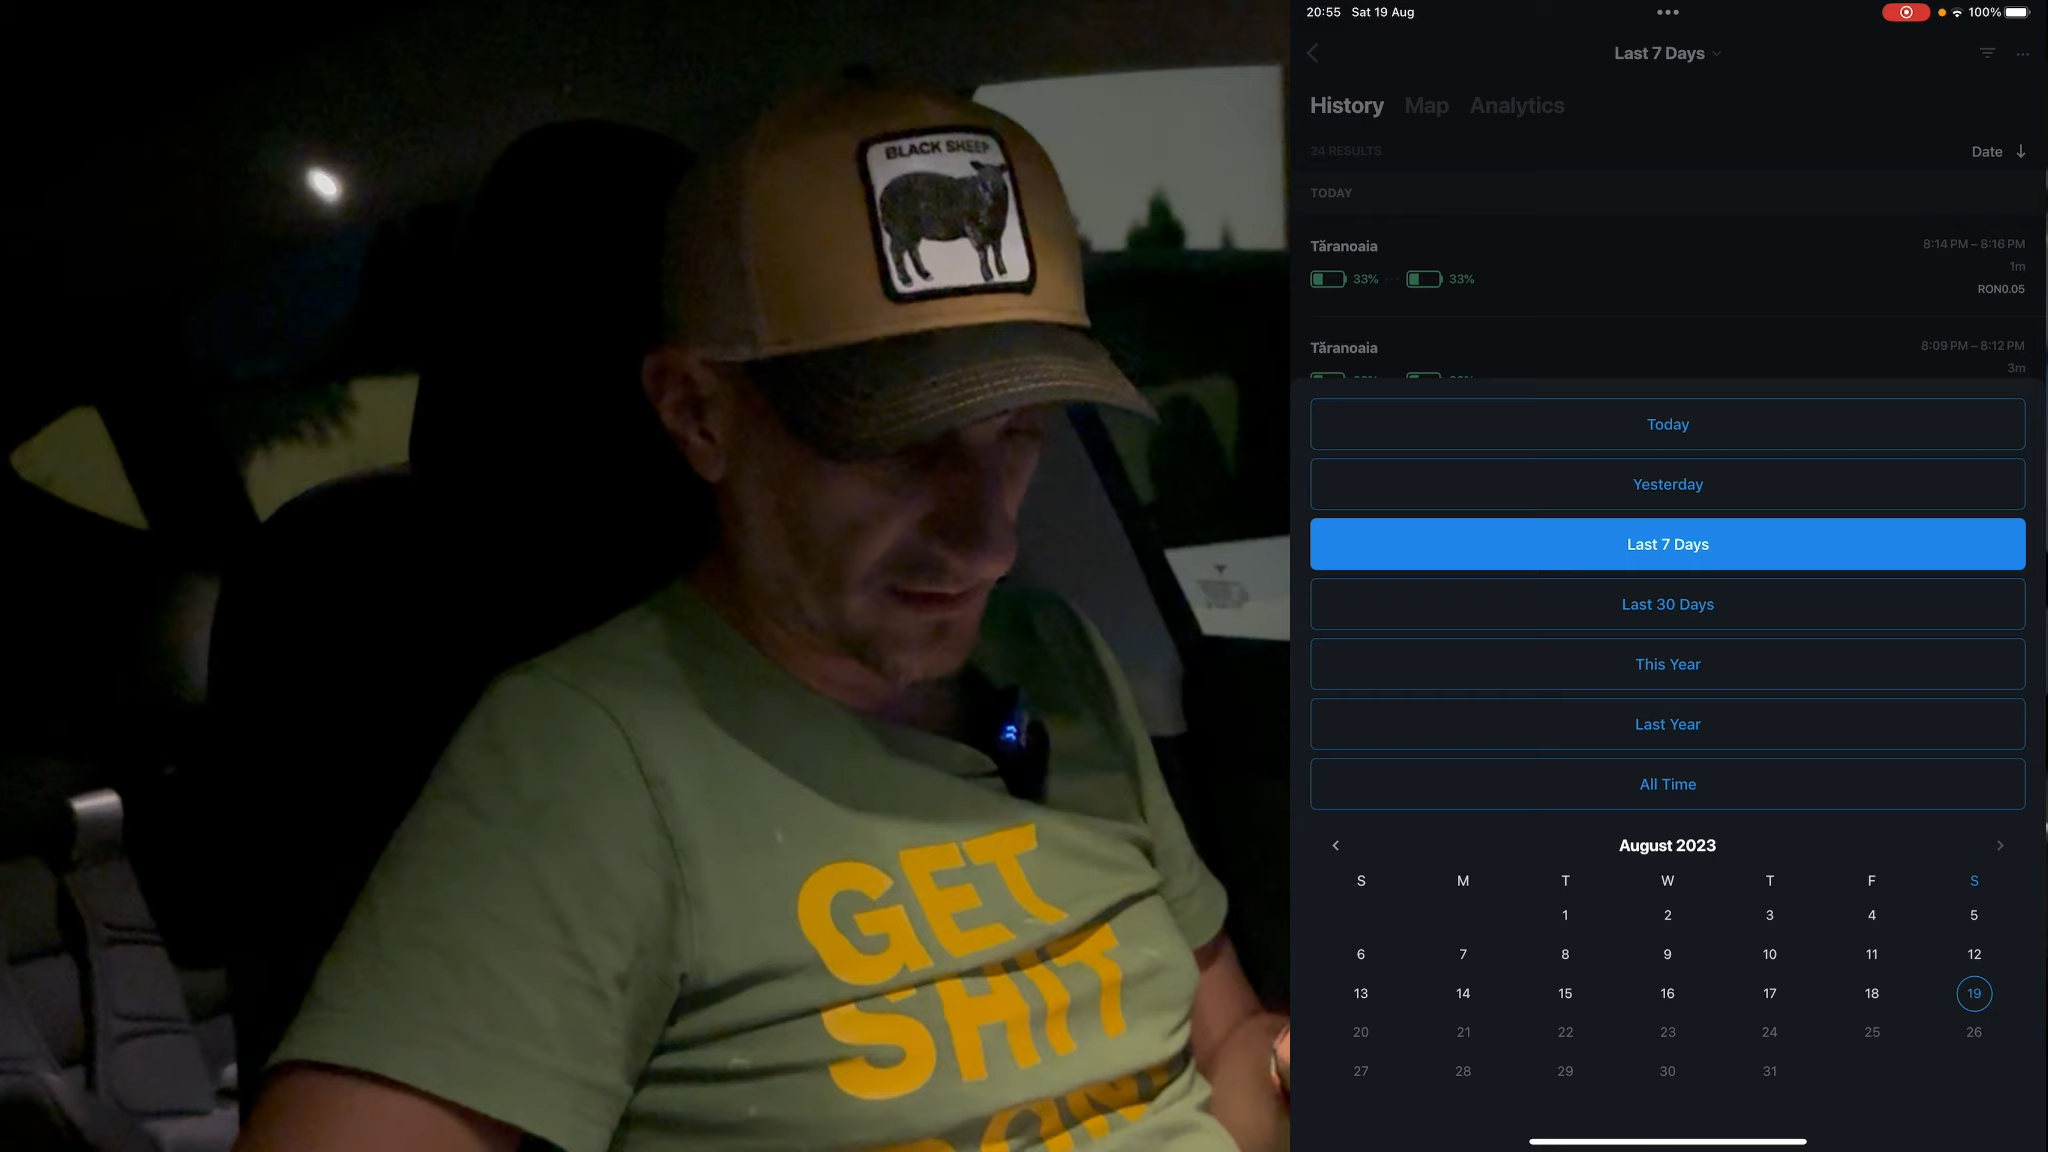 BLACK SHEEP
GET
SHIT
DONE
20:55 Sat 19 Aug
100%
Last 7 Days
History Map Analytics
24 RESULTS
Date ↓
TODAY
Tăranoaia
8:14 PM – 8:16 PM
1m
33% 33%
RON0.05
Tăranoaia
8:09 PM – 8:12 PM
3m
Today
Yesterday
Last 7 Days
Last 30 Days
This Year
Last Year
All Time
August 2023
S M T W T F S
1 2 3 4 5
6 7 8 9 10 11 12
13 14 15 16 17 18 19
20 21 22 23 24 25 26
27 28 29 30 31